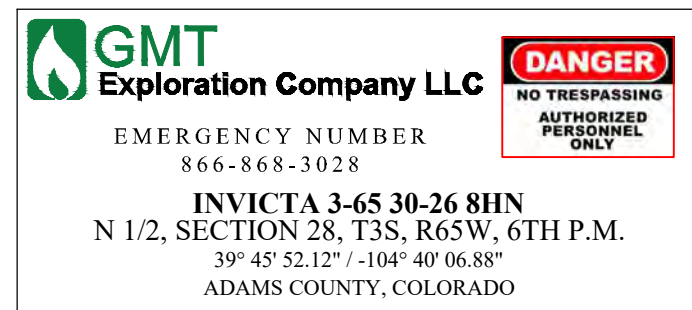 GMT
Exploration Company LLC
DANGER
NO TRESPASSING
AUTHORIZED
PERSONNEL
ONLY
EMERGENCY NUMBER
866-868-3028
INVICTA 3-65 30-26 8HN
N 1/2, SECTION 28, T3S, R65W, 6TH P.M.
39° 45' 52.12" / -104° 40' 06.88"
ADAMS COUNTY, COLORADO